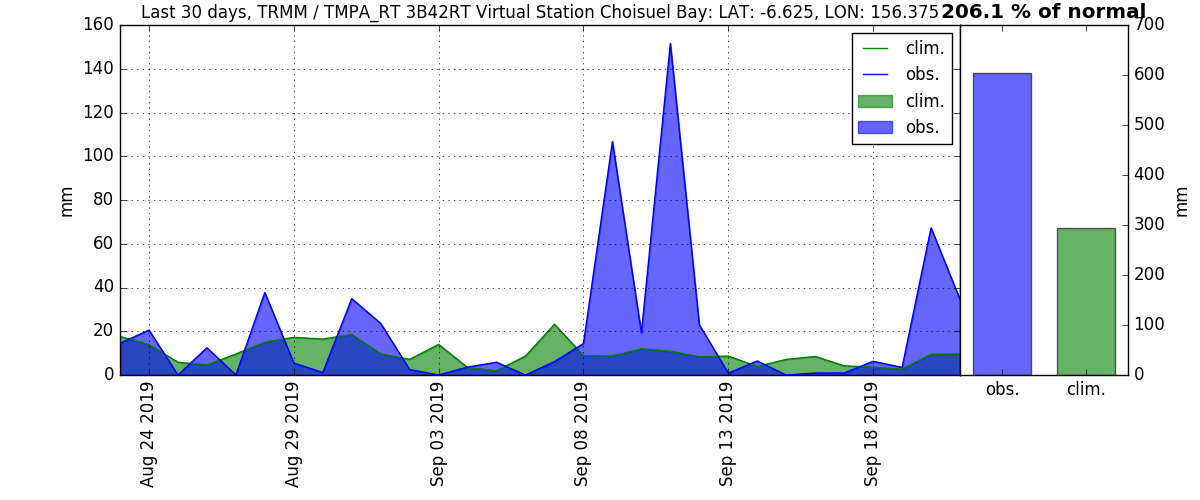 Last 30 days, TRMM / TMPA_RT 3B42RT Virtual Station Choisuel Bay: LAT: -6.625, LON: 156.375 206.1 % of normal
160
140
120
100
80
60
40
20
0
mm
clim.
obs.
clim.
obs.
Aug 24 2019
Aug 29 2019
Sep 03 2019
Sep 08 2019
Sep 13 2019
Sep 18 2019
700
600
500
400
300
200
100
0
mm
obs.
clim.